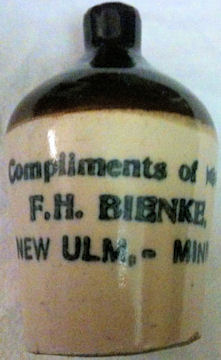 Compliments of
F.H. BIENKE,
NEW ULM,- MIN